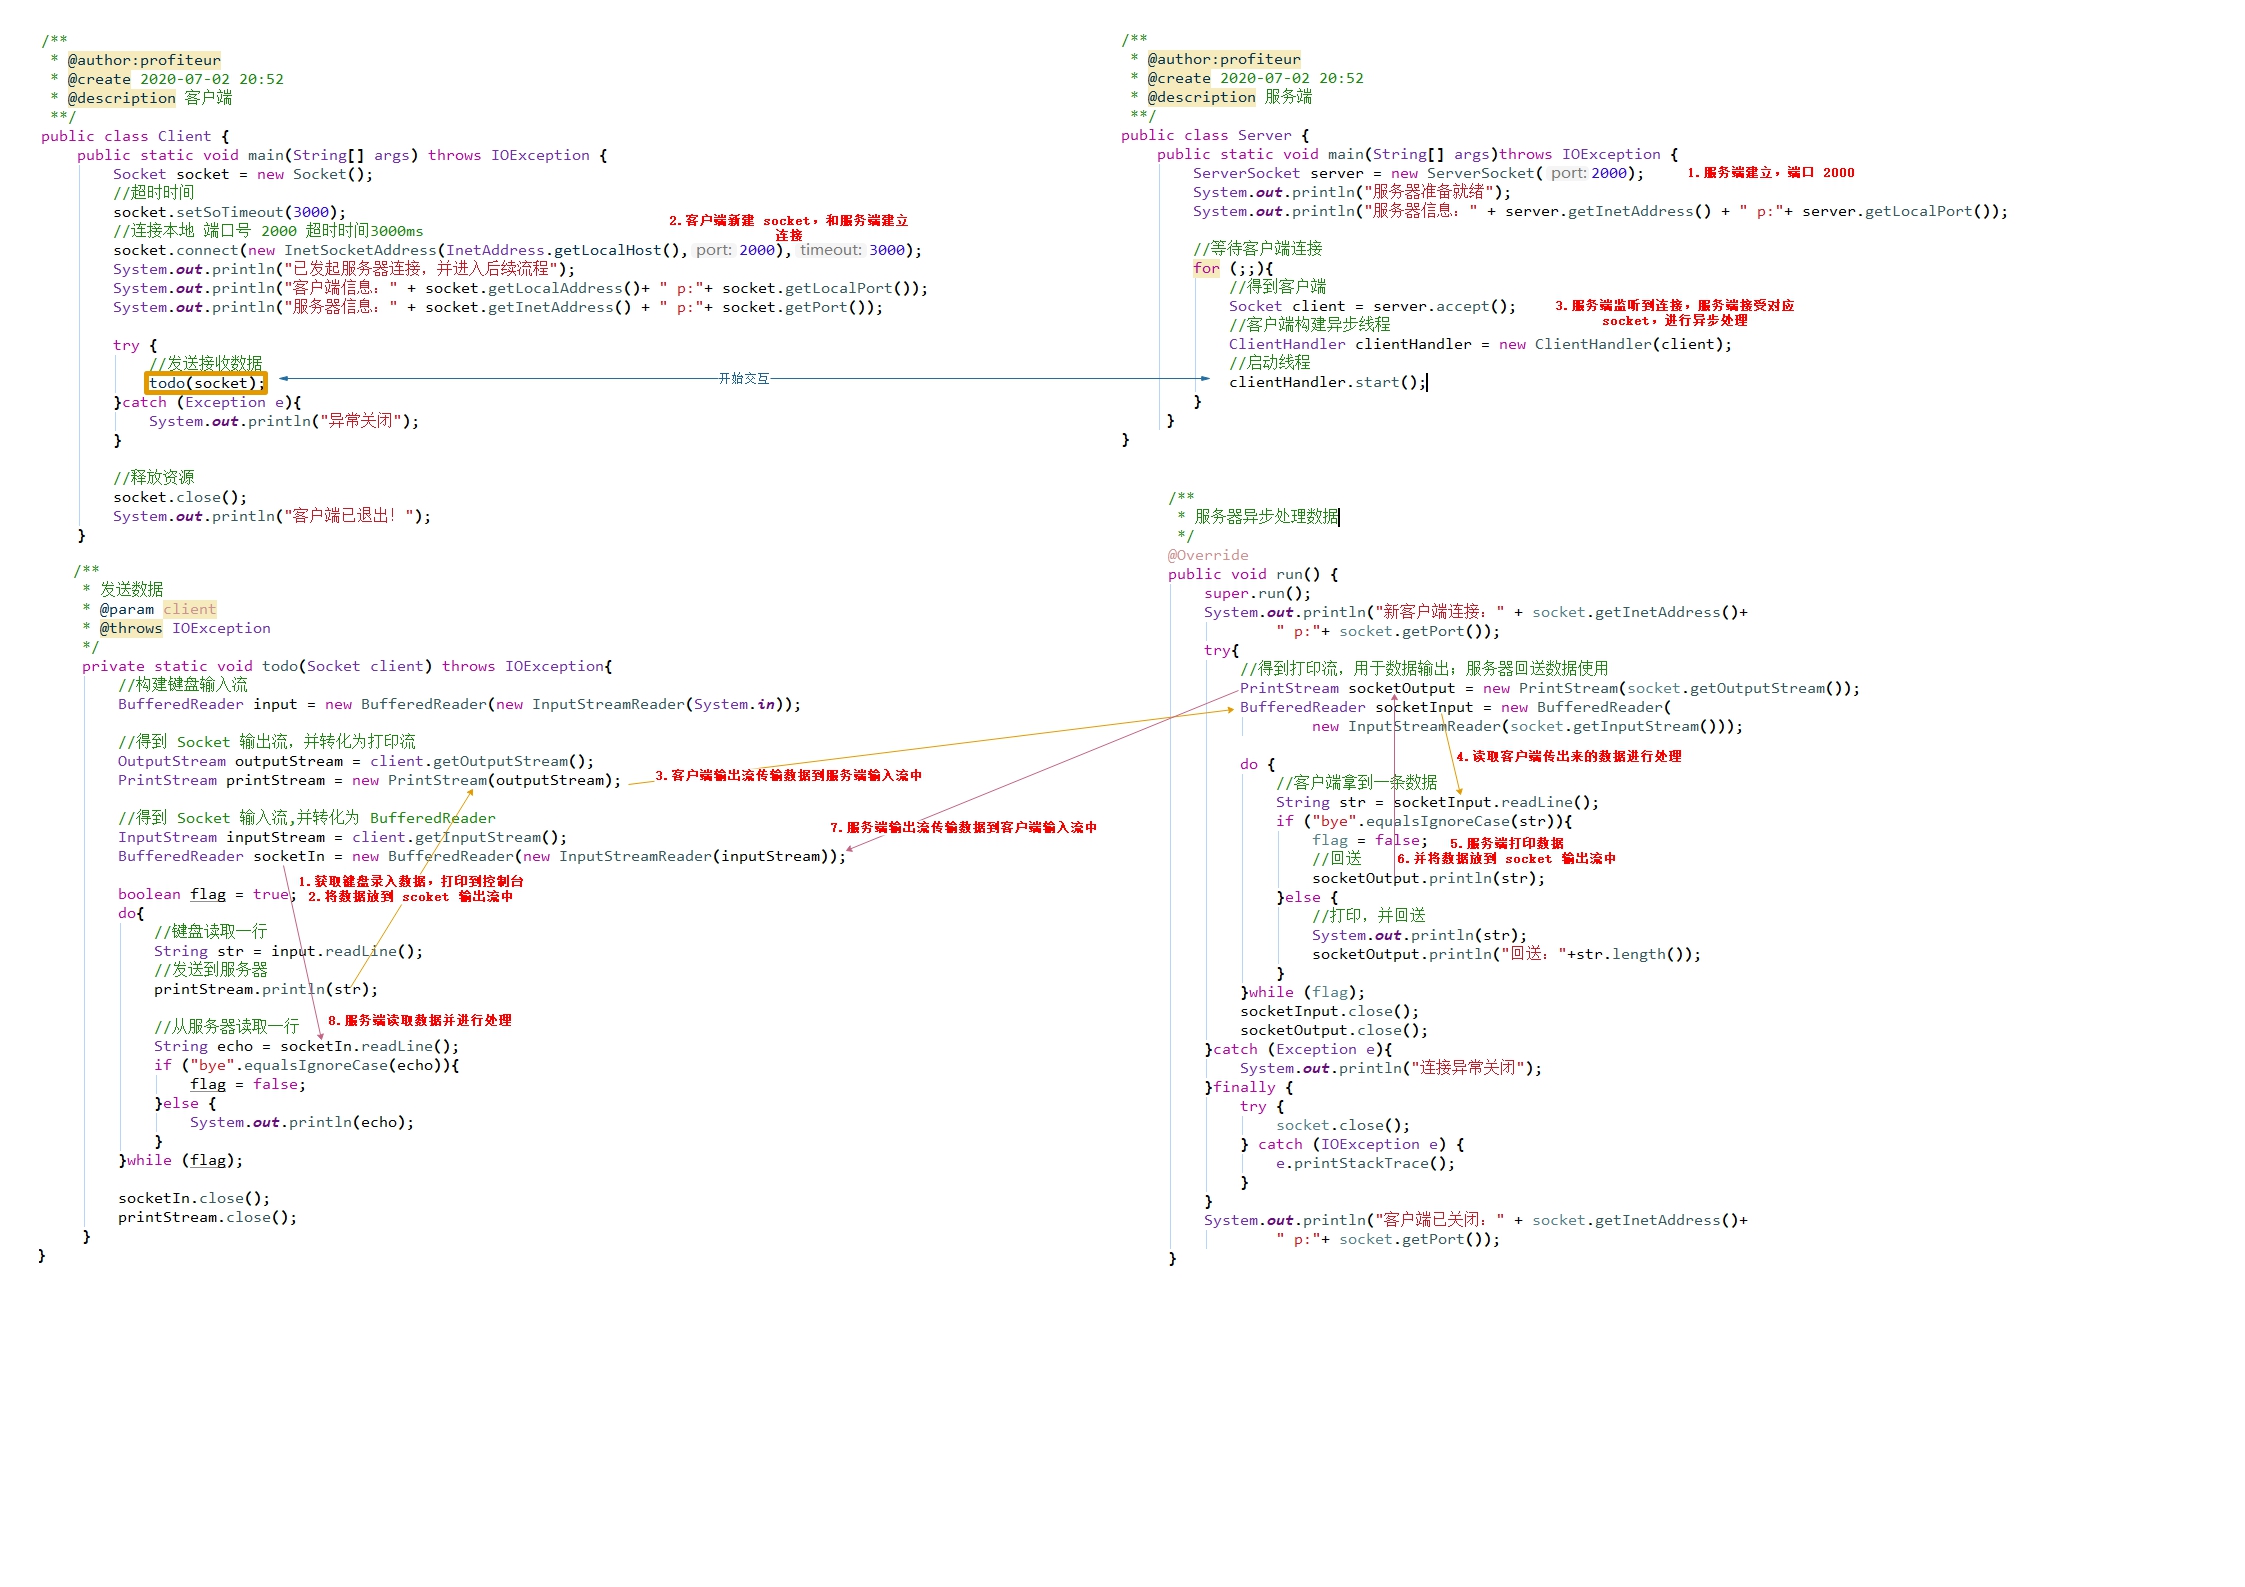 /**
 * @author:profiteur
 * @create 2020-07-02 20:52
 * @description 客户端
 **/
public class Client {
    public static void main(String[] args) throws IOException {
        Socket socket = new Socket();
        //超时时间
        socket.setSoTimeout(3000);
        //连接本地 端口号 2000 超时时间3000ms
        2.客户端新建 socket，和服务端建立
        连接
        socket.connect(new InetSocketAddress(InetAddress.getLocalHost(), port: 2000), timeout: 3000);
        System.out.println("已发起服务器连接，并进入后续流程");
        System.out.println("客户端信息：" + socket.getLocalAddress()+ " p:"+ socket.getLocalPort());
        System.out.println("服务器信息：" + socket.getInetAddress() + " p:"+ socket.getPort());
        try {
            //发送接收数据
            todo(socket);
            开始交互
        }catch (Exception e){
            System.out.println("异常关闭");
        }
        //释放资源
        socket.close();
        System.out.println("客户端已退出！");
    }
    /**
     * 发送数据
     * @param client
     * @throws IOException
     */
    private static void todo(Socket client) throws IOException{
        //构建键盘输入流
        BufferedReader input = new BufferedReader(new InputStreamReader(System.in));
        //得到 Socket 输出流，并转化为打印流
        OutputStream outputStream = client.getOutputStream();
        PrintStream printStream = new PrintStream(outputStream);
        3.客户端输出流传输数据到服务端输入流中
        //得到 Socket 输入流,并转化为 BufferedReader
        InputStream inputStream = client.getInputStream();
        7.服务端输出流传输数据到客户端输入流中
        BufferedReader socketIn = new BufferedReader(new InputStreamReader(inputStream));
        1.获取键盘录入数据，打印到控制台
        boolean flag = true;
        2.将数据放到 scoket 输出流中
        do{
            //键盘读取一行
            String str = input.readLine();
            //发送到服务器
            printStream.println(str);
            8.服务端读取数据并进行处理
            //从服务器读取一行
            String echo = socketIn.readLine();
            if ("bye".equalsIgnoreCase(echo)){
                flag = false;
            }else {
                System.out.println(echo);
            }
        }while (flag);
        socketIn.close();
        printStream.close();
    }
}
/**
 * @author:profiteur
 * @create 2020-07-02 20:52
 * @description 服务端
 **/
public class Server {
    public static void main(String[] args)throws IOException {
        ServerSocket server = new ServerSocket( port: 2000);
        1.服务端建立，端口 2000
        System.out.println("服务器准备就绪");
        System.out.println("服务器信息：" + server.getInetAddress() + " p:"+ server.getLocalPort());
        //等待客户端连接
        for (;;){
            //得到客户端
            Socket client = server.accept();
            3.服务端监听到连接，服务端接受对应
            socket，进行异步处理
            //客户端构建异步线程
            ClientHandler clientHandler = new ClientHandler(client);
            //启动线程
            clientHandler.start();
        }
    }
}
/**
 * 服务器异步处理数据
 */
@Override
public void run() {
    super.run();
    System.out.println("新客户端连接：" + socket.getInetAddress()+
            " p:"+ socket.getPort());
    try{
        //得到打印流，用于数据输出；服务器回送数据使用
        PrintStream socketOutput = new PrintStream(socket.getOutputStream());
        BufferedReader socketInput = new BufferedReader(
                new InputStreamReader(socket.getInputStream()));
        4.读取客户端传出来的数据进行处理
        do {
            //客户端拿到一条数据
            String str = socketInput.readLine();
            if ("bye".equalsIgnoreCase(str)){
                flag = false;
                5.服务端打印数据
                //回送
                6.并将数据放到 socket 输出流中
                socketOutput.println(str);
            }else {
                //打印，并回送
                System.out.println(str);
                socketOutput.println("回送："+str.length());
            }
        }while (flag);
        socketInput.close();
        socketOutput.close();
    }catch (Exception e){
        System.out.println("连接异常关闭");
    }finally {
        try {
            socket.close();
        } catch (IOException e) {
            e.printStackTrace();
        }
    }
    System.out.println("客户端已关闭：" + socket.getInetAddress()+
            " p:"+ socket.getPort());
}